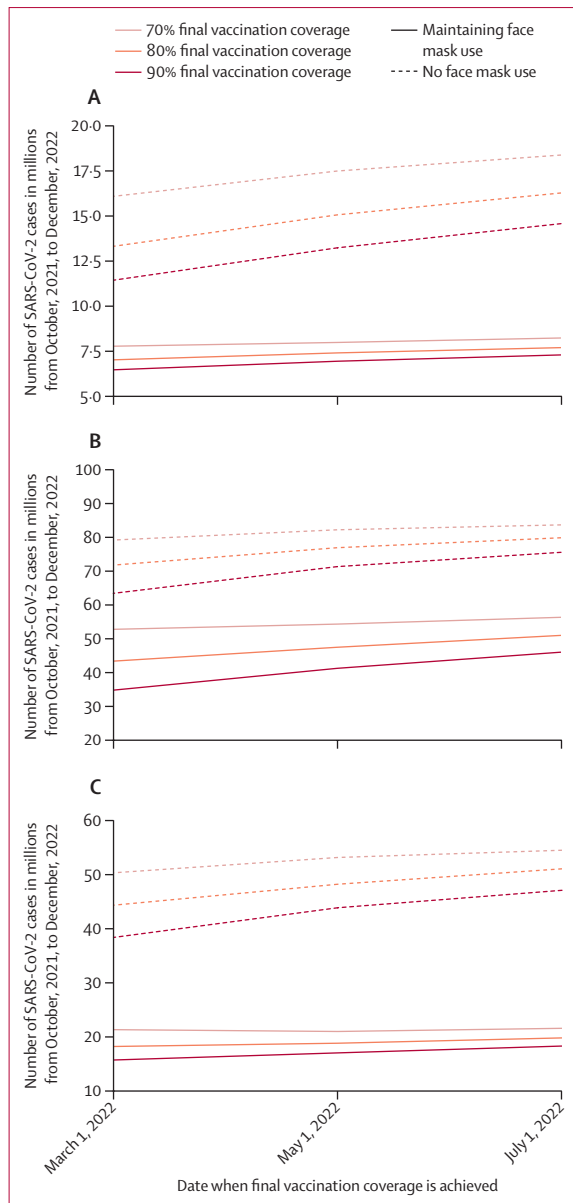 70% final vaccination coverage
80% final vaccination coverage
90% final vaccination coverage
Maintaining face
mask use
No face mask use
A
Number of SARS-CoV-2 cases in millions
from October, 2021, to December, 2022
20·0
17·5
15·0
12·5
10·0
7·5
5·0
B
Number of SARS-CoV-2 cases in millions
from October, 2021, to December, 2022
100
90
80
70
60
50
40
30
20
C
Number of SARS-CoV-2 cases in millions
from October, 2021, to December, 2022
60
50
40
30
20
10
March 1, 2022
May 1, 2022
July 1, 2022
Date when final vaccination coverage is achieved